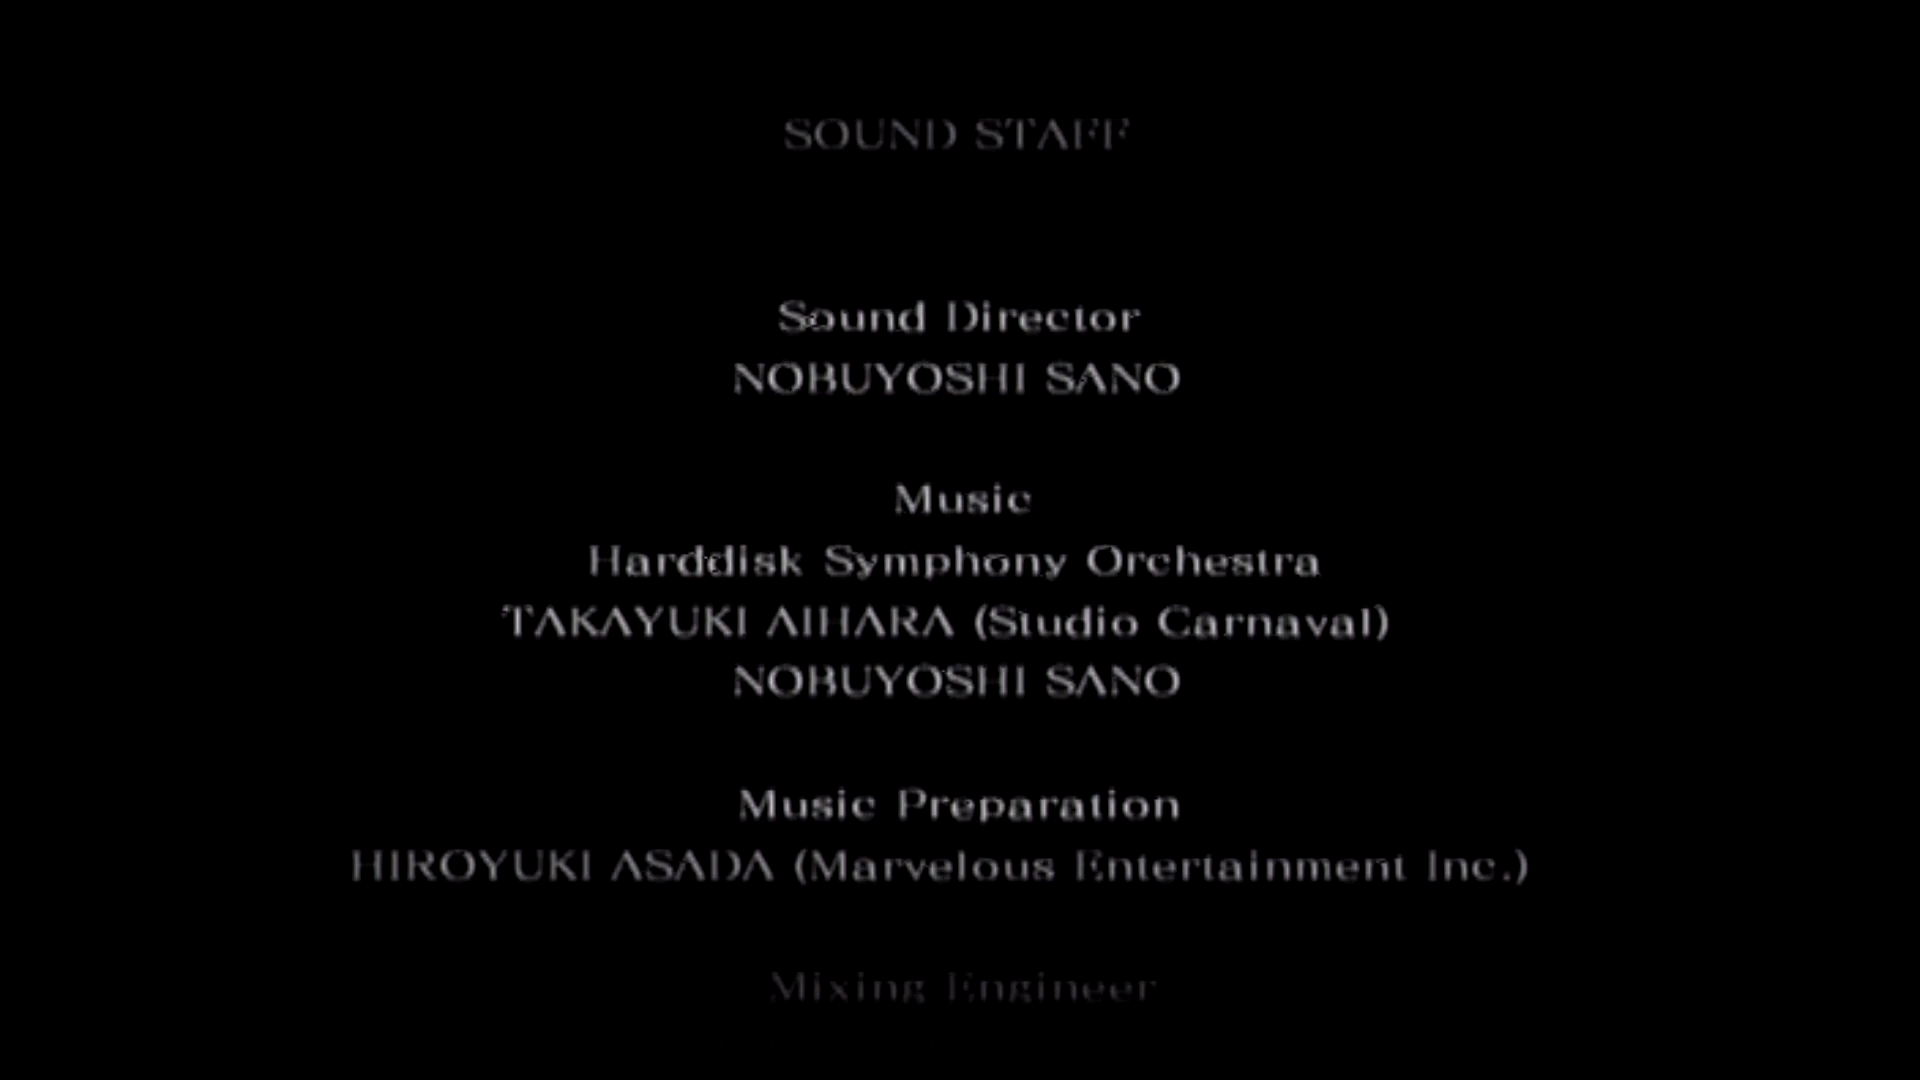 SOUND STAFF
Sound Director
NOBUYOSHI SANO
Music
Harddisk Symphony Orchestra
TAKAYUKI AIHARA (Studio Carnaval)
NOBUYOSHI SANO
Music Preparation
HIROYUKI ASADA (Marvelous Entertainment Inc.)
Mixing Engineer